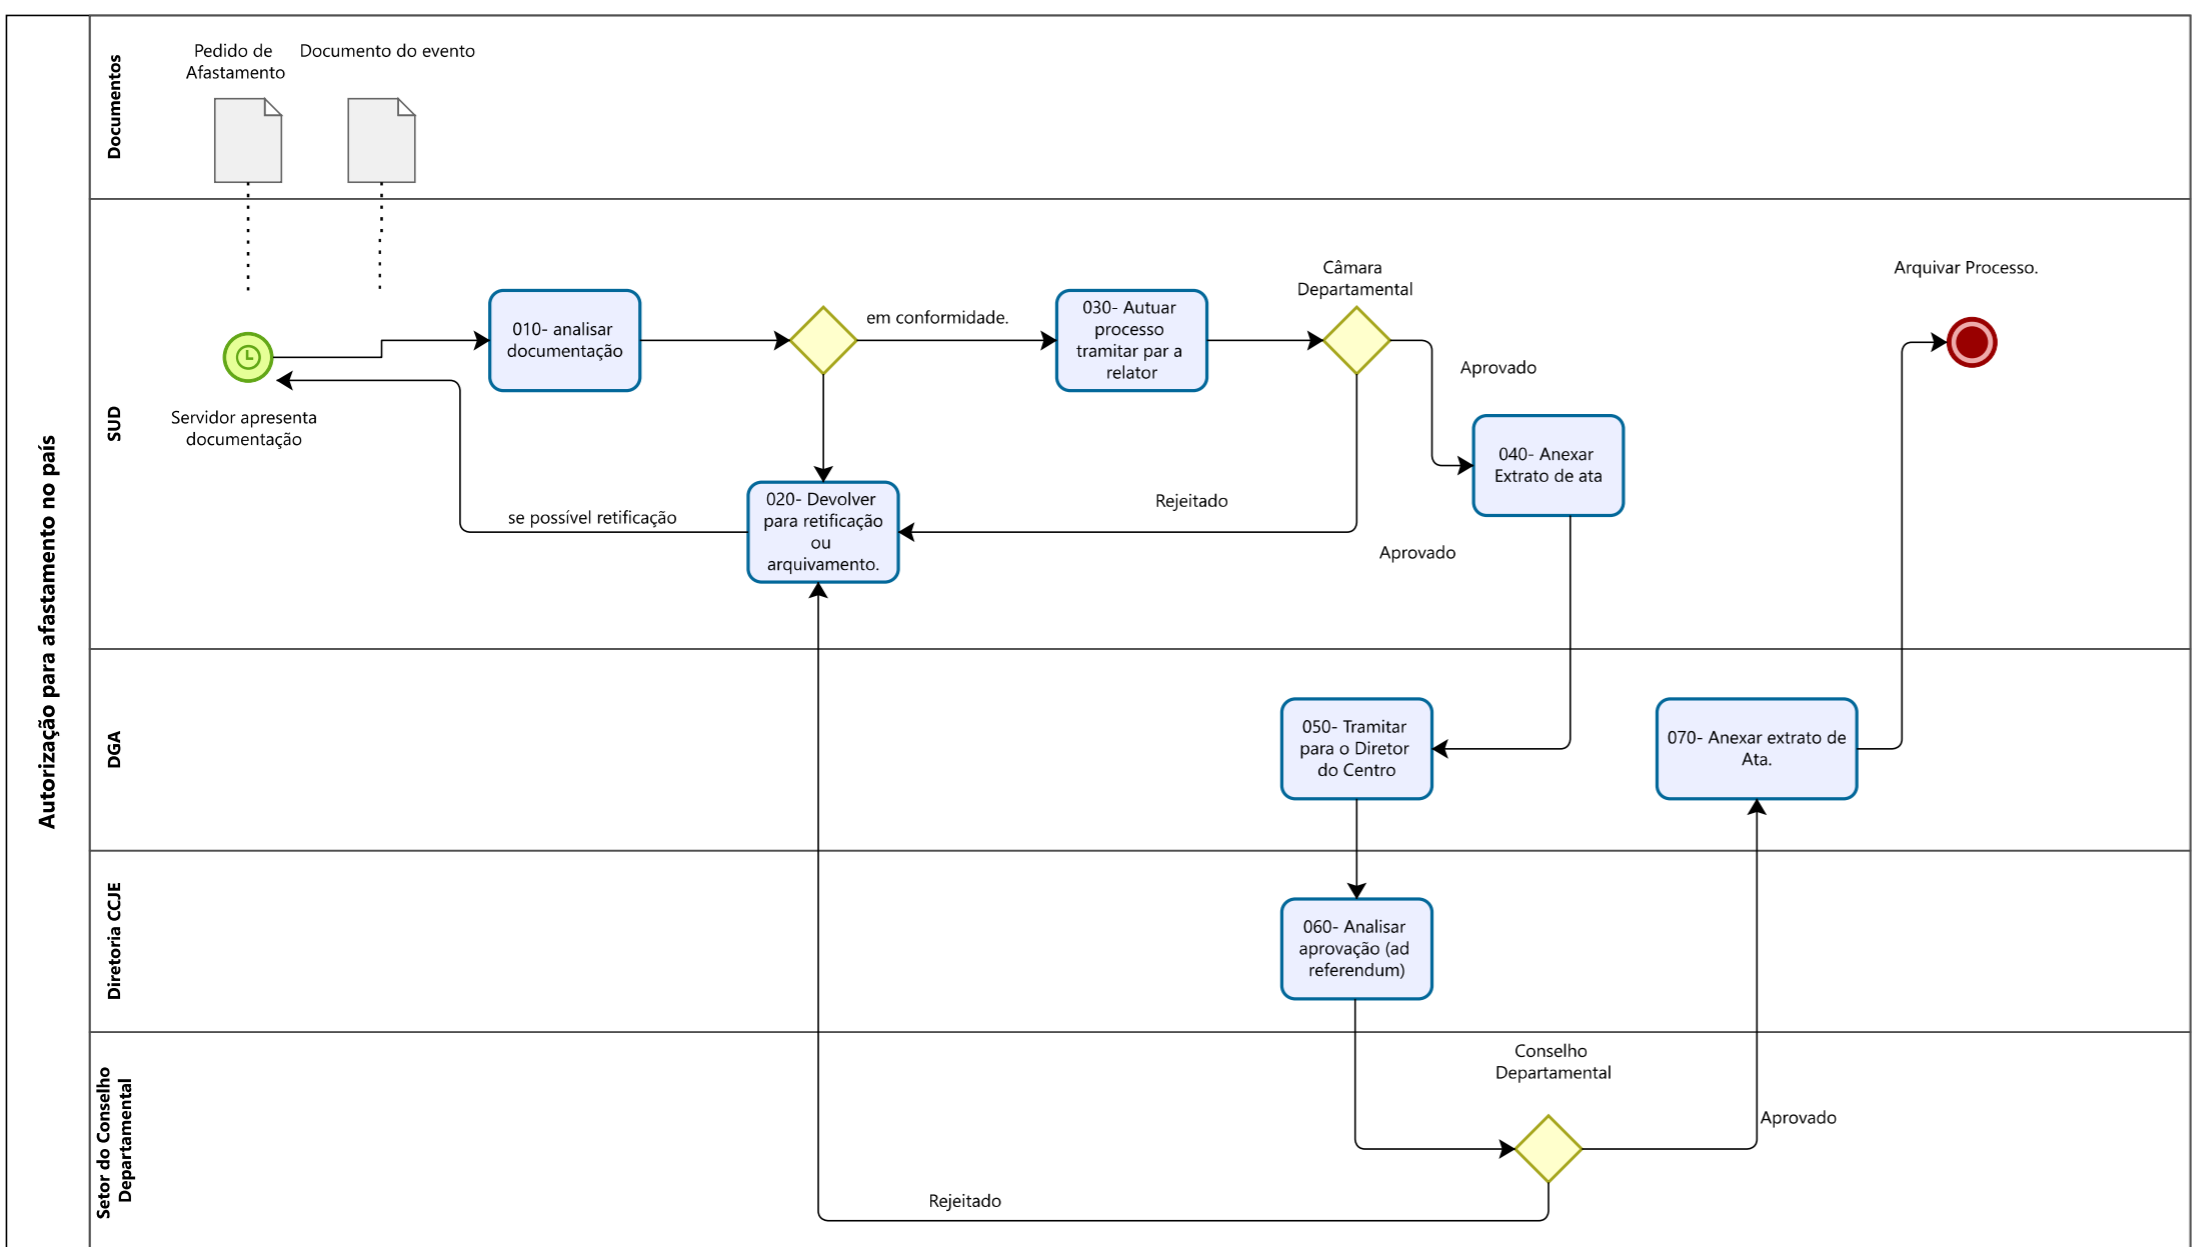 Autorização para afastamento no país
Documentos
Pedido de
Afastamento
Documento do evento
SUD
Servidor apresenta
documentação
010- analisar
documentação
em conformidade.
020- Devolver
para retificação
ou
arquivamento.
se possível retificação
030- Autuar
processo
tramitar par a
relator
Câmara
Departamental
Aprovado
Rejeitado
Aprovado
040- Anexar
Extrato de ata
Arquivar Processo.
DGA
050- Tramitar
para o Diretor
do Centro
070- Anexar extrato de
Ata.
Diretoria CCJE
060- Analisar
aprovação (ad
referendum)
Setor do Conselho
Departamental
Conselho
Departamental
Aprovado
Rejeitado